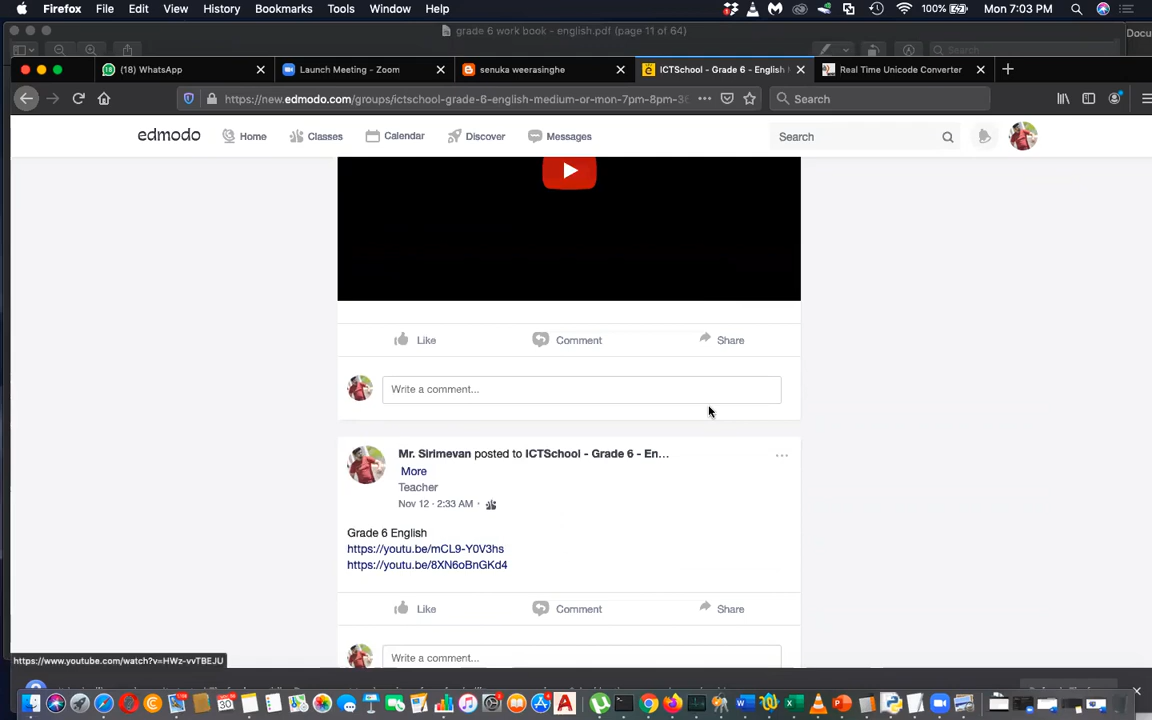 Firefox File Edit View History Bookmarks Tools Window Help 100% Mon 7:03 PM
grade 6 work book - english.pdf (page 11 of 64)
Search
Docu
(18) WhatsApp
Launch Meeting - Zoom
senuka weerasinghe
ICTSchool - Grade 6 - English
Real Time Unicode Converter
https://new.edmodo.com/groups/ictschool-grade-6-english-medium-or-mon-7pm-8pm-3
Search
edmodo Home Classes Calendar Discover Messages Search
Like Comment Share
Write a comment...
Mr. Sirimevan posted to ICTSchool - Grade 6 - En...
More
Teacher
Nov 12 · 2:33 AM ·
Grade 6 English
https://youtu.be/mCL9-Y0V3hs
https://youtu.be/8XN6oBnGKd4
Like Comment Share
Write a comment...
https://www.youtube.com/watch?v=HWz-vvTBEJU